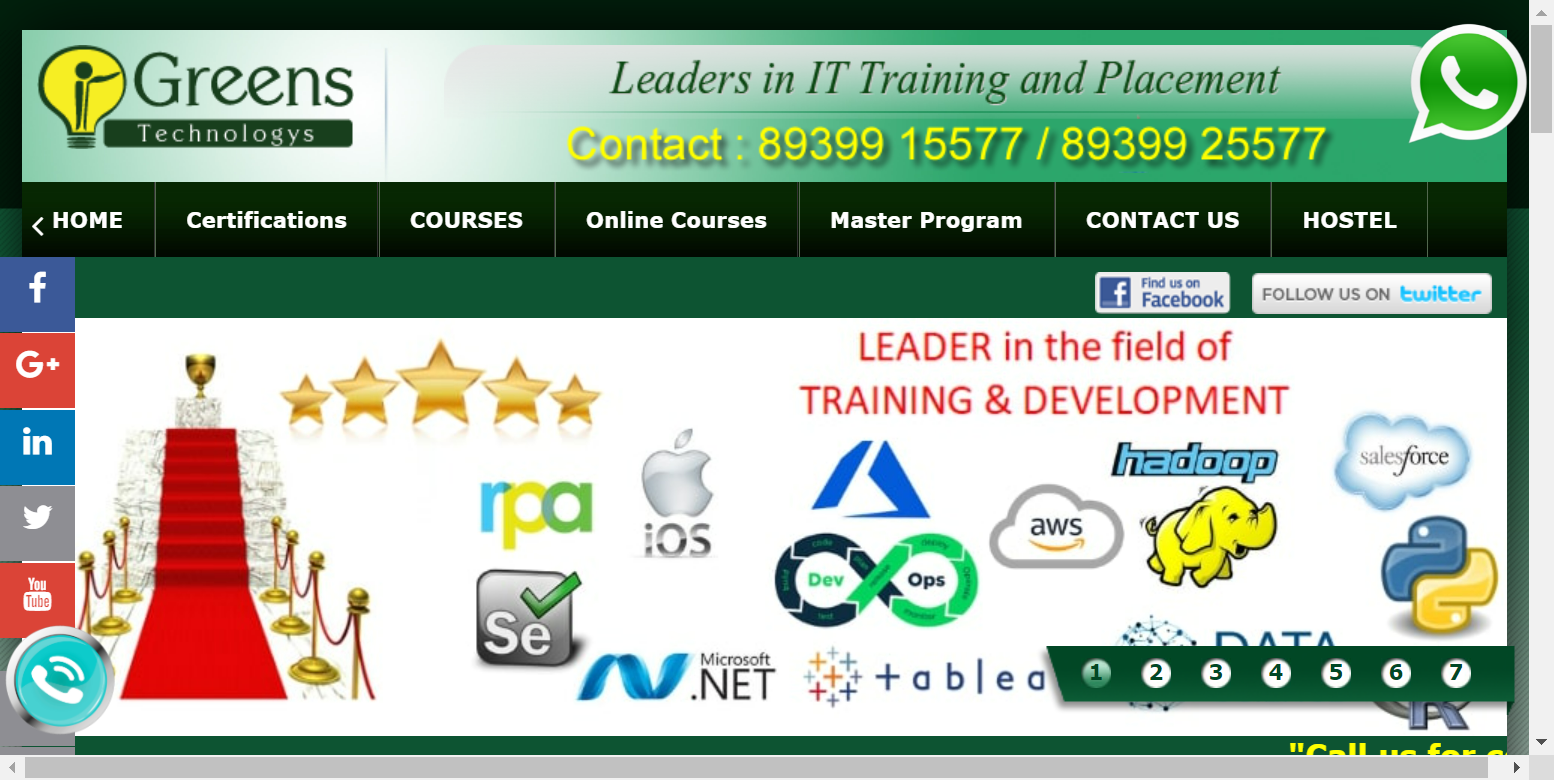 Greens
Technologys
Leaders in IT Training and Placement
Contact : 89399 15577 / 89399 25577
HOME
Certifications
COURSES
Online Courses
Master Program
CONTACT US
HOSTEL
Find us on
Facebook
FOLLOW US ON twitter
G+
in
You
Tube
LEADER in the field of
TRAINING & DEVELOPMENT
rpa
iOS
hadoop
salesforce
aws
Dev Ops
Se
Microsoft
.NET
+ a b | e a
DATA
R
1 2 3 4 5 6 7
"Call us for